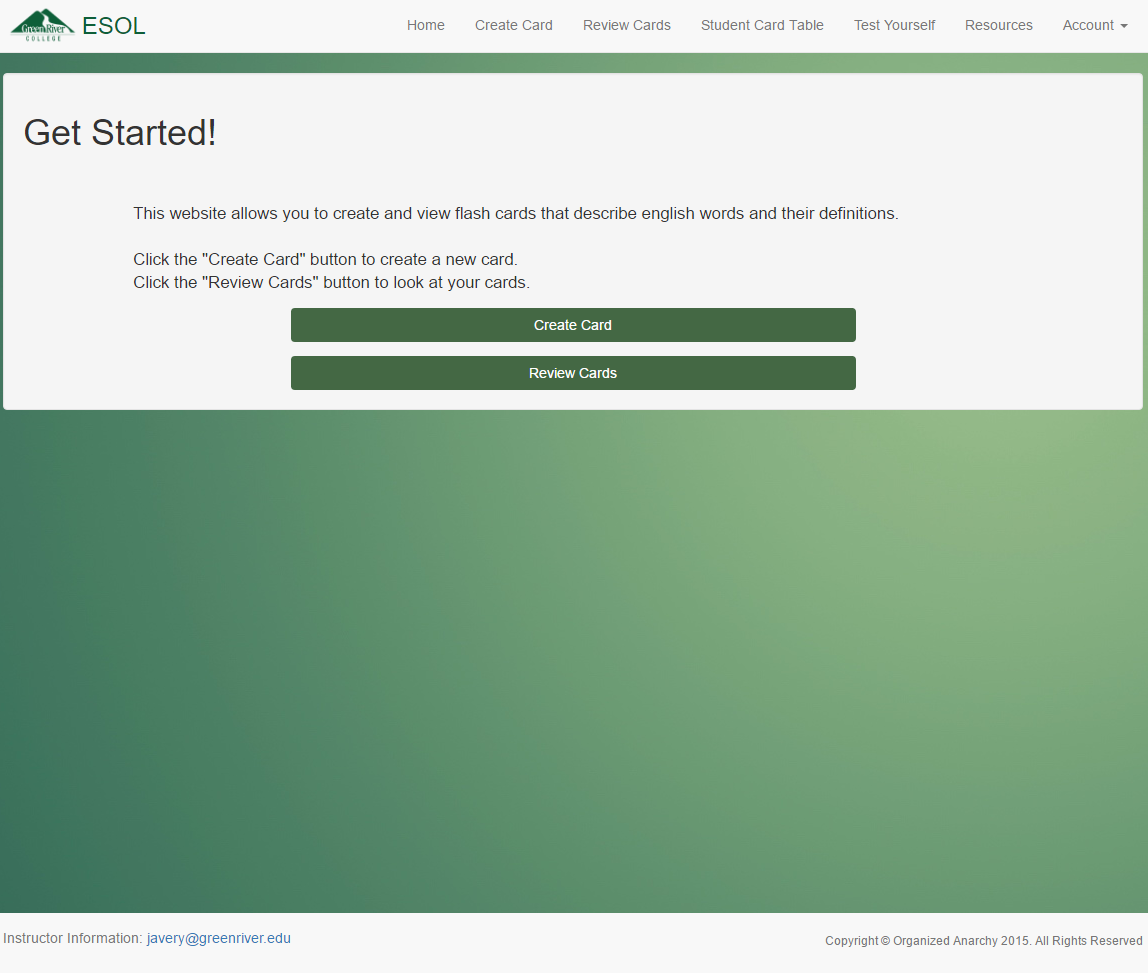 GreenRiver
COLLEGE
ESOL
Home Create Card Review Cards Student Card Table Test Yourself Resources Account
Get Started!
This website allows you to create and view flash cards that describe english words and their definitions.
Click the "Create Card" button to create a new card.
Click the "Review Cards" button to look at your cards.
Create Card
Review Cards
Instructor Information: javery@greenriver.edu
Copyright © Organized Anarchy 2015. All Rights Reserved